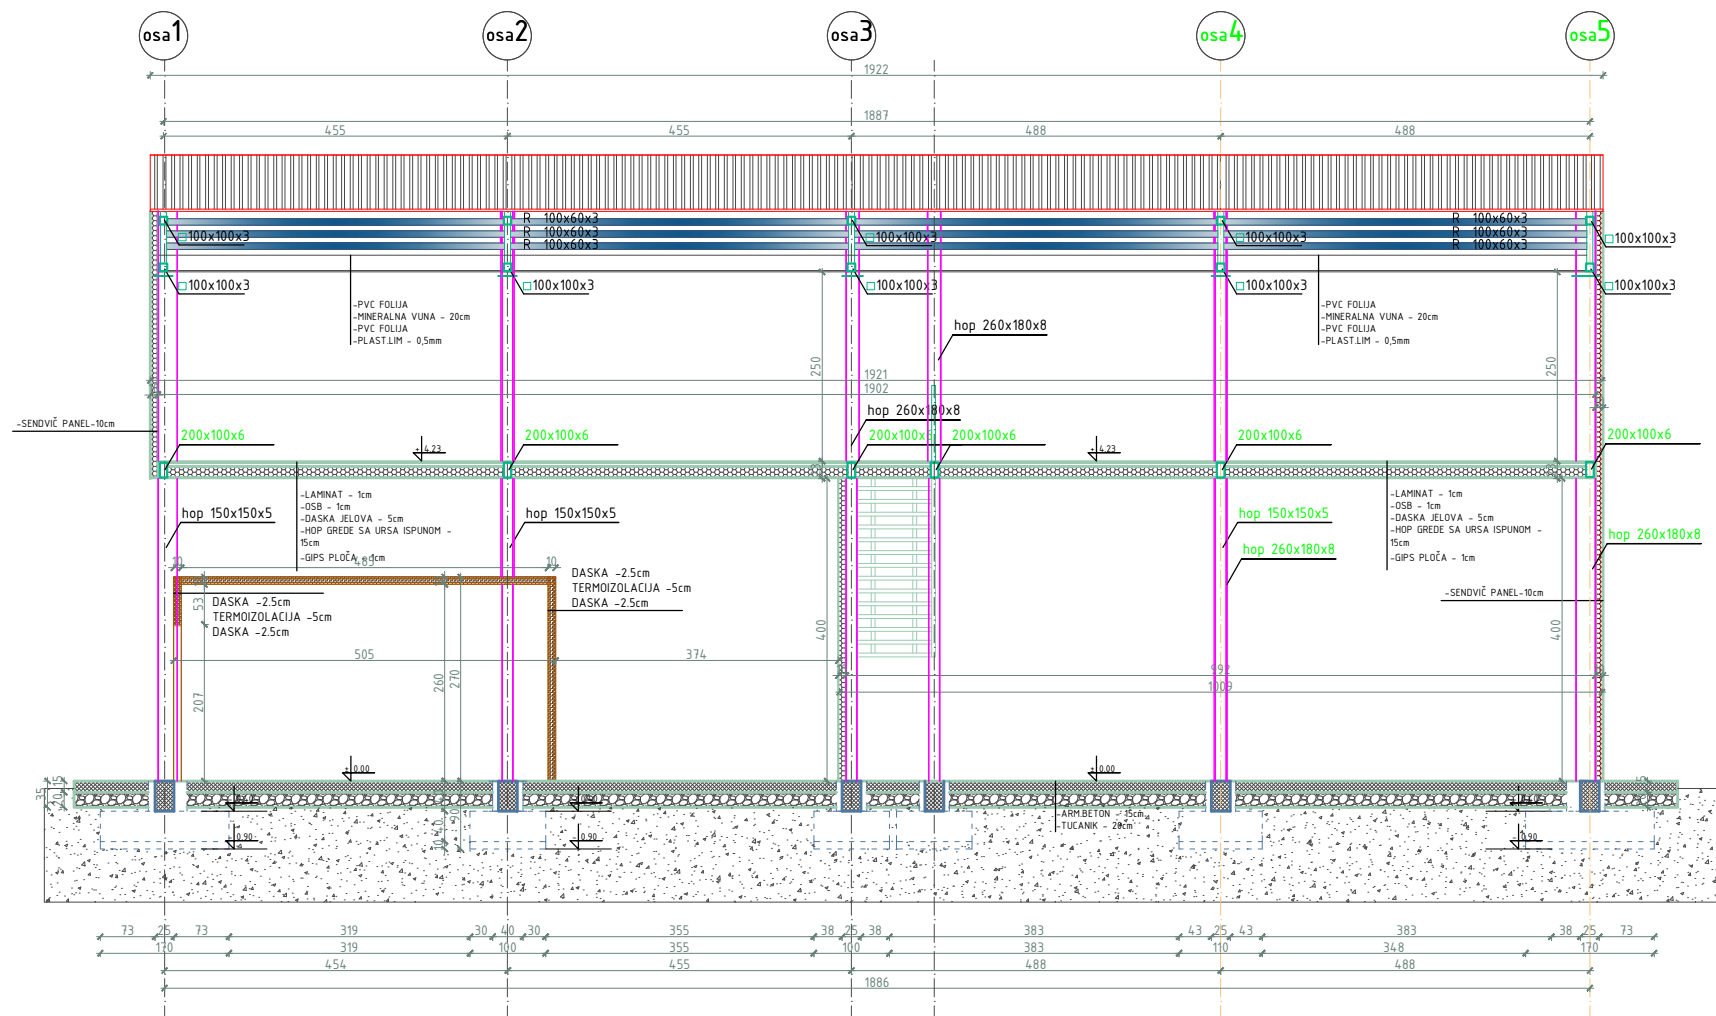 osa1
osa2
osa3
osa4
osa5
1922
1887
455
455
488
488
R 100x60x3
R 100x60x3
R 100x60x3
R 100x60x3
R 100x60x3
R 100x60x3
□100x100x3
□100x100x3
□100x100x3
□100x100x3
□100x100x3
□100x100x3
□100x100x3
□100x100x3
□100x100x3
-PVC FOLIJA
-MINERALNA VUNA - 20cm
-PVC FOLIJA
-PLAST.LIM - 0,5mm
-PVC FOLIJA
-MINERALNA VUNA - 20cm
-PVC FOLIJA
-PLAST.LIM - 0,5mm
hop 260x180x8
250
250
1921
1902
hop 260x180x8
-SENDVIČ PANEL-10cm
200x100x6
200x100x6
200x100x6
200x100x6
200x100x6
4.23
4.23
-LAMINAT - 1cm
-OSB - 1cm
-DASKA JELOVA - 5cm
-HOP GREDE SA URSA ISPUNOM -
15cm
-GIPS PLOČA - 1cm
-LAMINAT - 1cm
-OSB - 1cm
-DASKA JELOVA - 5cm
-HOP GREDE SA URSA ISPUNOM -
15cm
-GIPS PLOČA - 1cm
hop 150x150x5
hop 150x150x5
hop 150x150x5
hop 260x180x8
hop 260x180x8
10
485
10
DASKA -2.5cm
TERMOIZOLACIJA -5cm
DASKA -2.5cm
DASKA -2.5cm
TERMOIZOLACIJA -5cm
DASKA -2.5cm
-SENDVIČ PANEL-10cm
53
207
400
400
505
374
260
270
992
1009
± 0.00
± 0.00
35
20
15
40
90
- 0.90
- 0.90
- 0.90
-ARM.BETON - 15cm
-TUCANIK - 20cm
73 25 73 319 30 40 30 355 38 25 38 383 43 25 43 383 38 25 73
170 319 100 355 100 383 110 348 170
454 455 488 488
1886